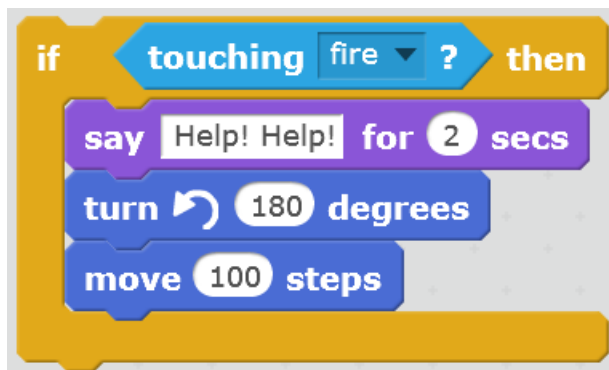 if touching fire ? then
say Help! Help! for 2 secs
turn 180 degrees
move 100 steps